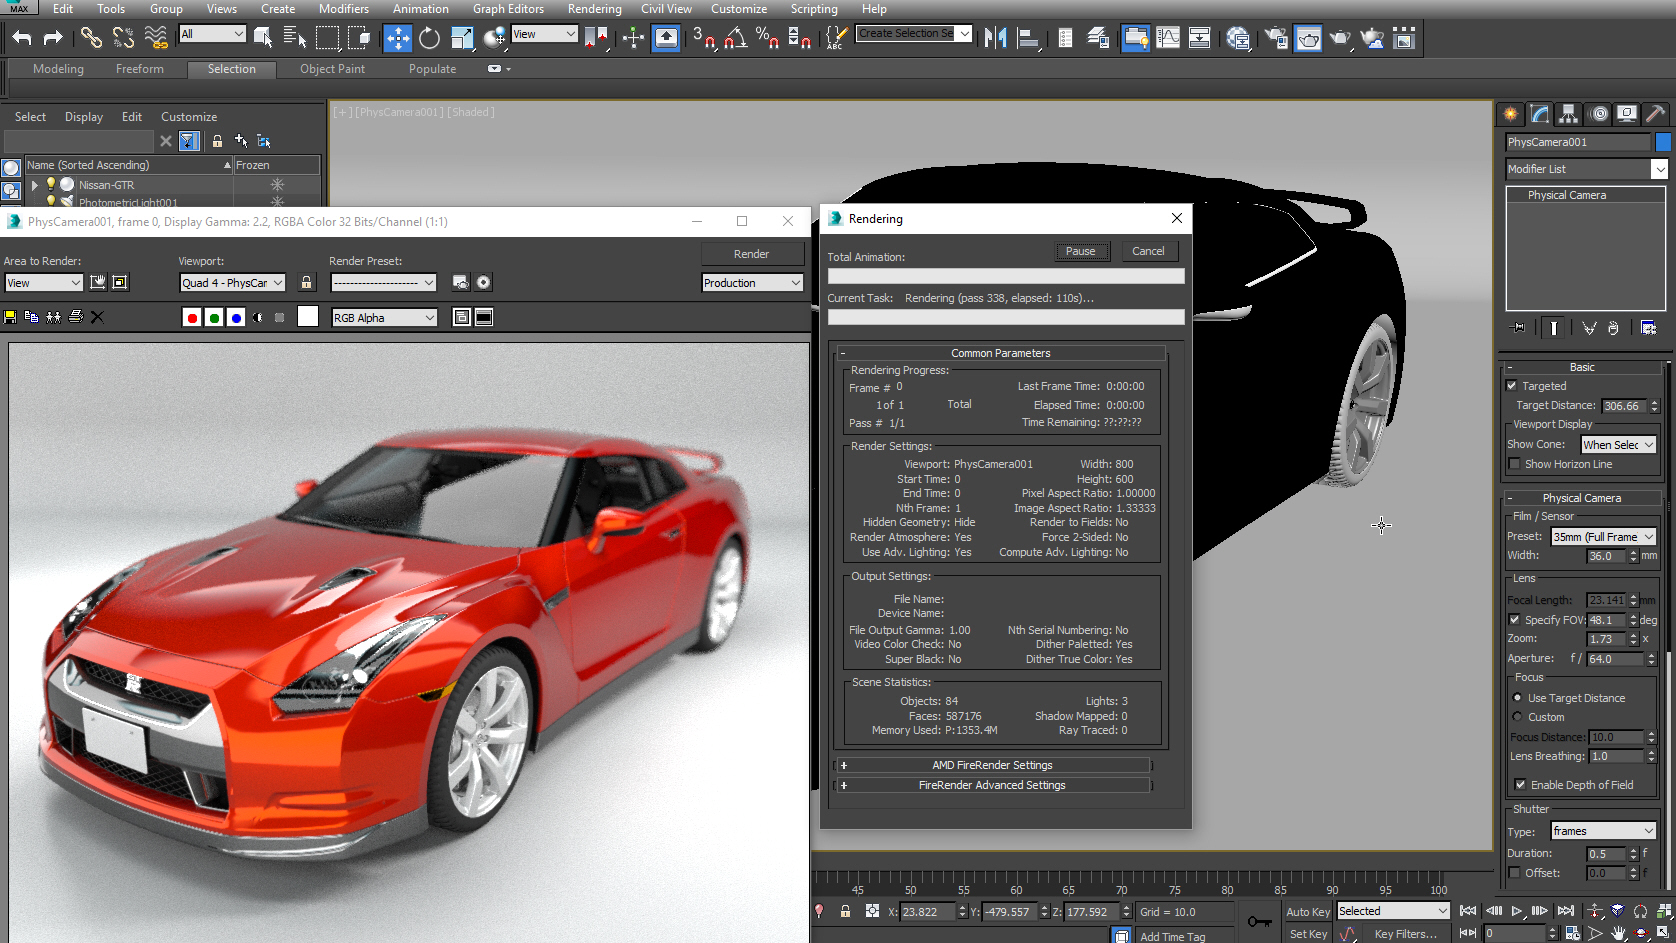 MAX
Edit Tools Group Views Create Modifiers Animation Graph Editors Rendering Civil View Customize Scripting Help
All
View
3
%
ABC
Create Selection Se
Modeling Freeform Selection Object Paint Populate
Select Display Edit Customize
Name (Sorted Ascending) Frozen
Nissan-GTR
PhotometricLight001
[+] [PhysCamera001] [Shaded]
PhysCamera001, frame 0, Display Gamma: 2.2, RGBA Color 32 Bits/Channel (1:1)
Render
Area to Render: Viewport: Render Preset:
View Quad 4 - PhysCar -------------------- Production
RGB Alpha
Rendering
Total Animation: Pause Cancel
Current Task: Rendering (pass 338, elapsed: 110s)...
- Common Parameters
Rendering Progress:
Frame # 0 Last Frame Time: 0:00:00
1 of 1 Total Elapsed Time: 0:00:00
Pass # 1/1 Time Remaining: ??:??:??
Render Settings:
Viewport: PhysCamera001 Width: 800
Start Time: 0 Height: 600
End Time: 0 Pixel Aspect Ratio: 1.00000
Nth Frame: 1 Image Aspect Ratio: 1.33333
Hidden Geometry: Hide Render to Fields: No
Render Atmosphere: Yes Force 2-Sided: No
Use Adv. Lighting: Yes Compute Adv. Lighting: No
Output Settings:
File Name:
Device Name:
File Output Gamma: 1.00 Nth Serial Numbering: No
Video Color Check: No Dither Paletted: Yes
Super Black: No Dither True Color: Yes
Scene Statistics:
Objects: 84 Lights: 3
Faces: 587176 Shadow Mapped: 0
Memory Used: P:1353.4M Ray Traced: 0
+ AMD FireRender Settings
+ FireRender Advanced Settings
PhysCamera001
Modifier List
Physical Camera
- Basic
Targeted
Target Distance: 306.66
Viewport Display
Show Cone: When Selec
Show Horizon Line
- Physical Camera
Film / Sensor
Preset: 35mm (Full Frame
Width: 36.0 mm
Lens
Focal Length: 23.141 mm
Specify FOV: 48.1 deg
Zoom: 1.73 x
Aperture: f / 64.0
Focus
Use Target Distance
Custom
Focus Distance: 10.0
Lens Breathing: 1.0
Enable Depth of Field
Shutter
Type: frames
Duration: 0.5 f
Offset: 0.0 f
45 50 55 60 65 70 75 80 85 90 95 100
X: 23.822 Y: -479.557 Z: 177.592 Grid = 10.0 Auto Key Selected
Add Time Tag Set Key Key Filters... 0